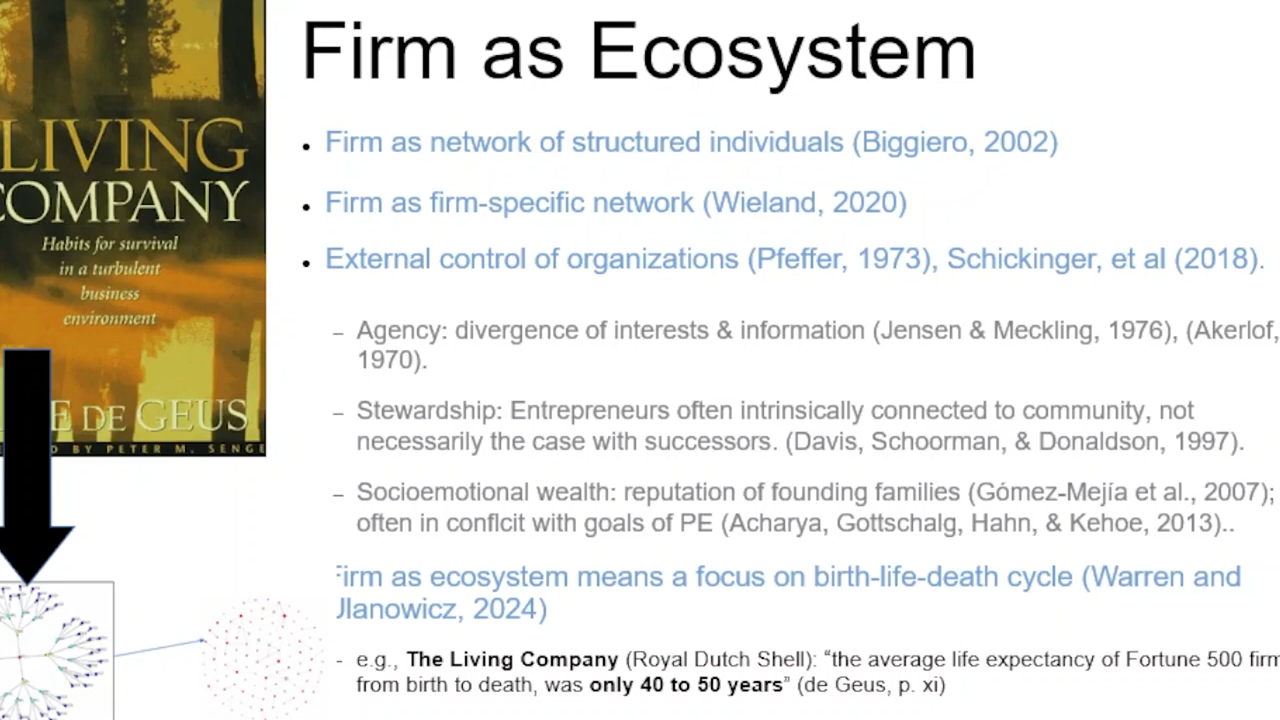 Firm as Ecosystem
LIVING
COMPANY
Habits for survival
in a turbulent
business
environment
DE GEUS
BY PETER M. SENGE
• Firm as network of structured individuals (Biggiero, 2002)
• Firm as firm-specific network (Wieland, 2020)
• External control of organizations (Pfeffer, 1973), Schickinger, et al (2018).
– Agency: divergence of interests & information (Jensen & Meckling, 1976), (Akerlof,
1970).
– Stewardship: Entrepreneurs often intrinsically connected to community, not
necessarily the case with successors. (Davis, Schoorman, & Donaldson, 1997).
– Socioemotional wealth: reputation of founding families (Gómez-Mejía et al., 2007);
often in conflcit with goals of PE (Acharya, Gottschalg, Hahn, & Kehoe, 2013)..
irm as ecosystem means a focus on birth-life-death cycle (Warren and
Jlanowicz, 2024)
- e.g., The Living Company (Royal Dutch Shell): “the average life expectancy of Fortune 500 firm
from birth to death, was only 40 to 50 years” (de Geus, p. xi)